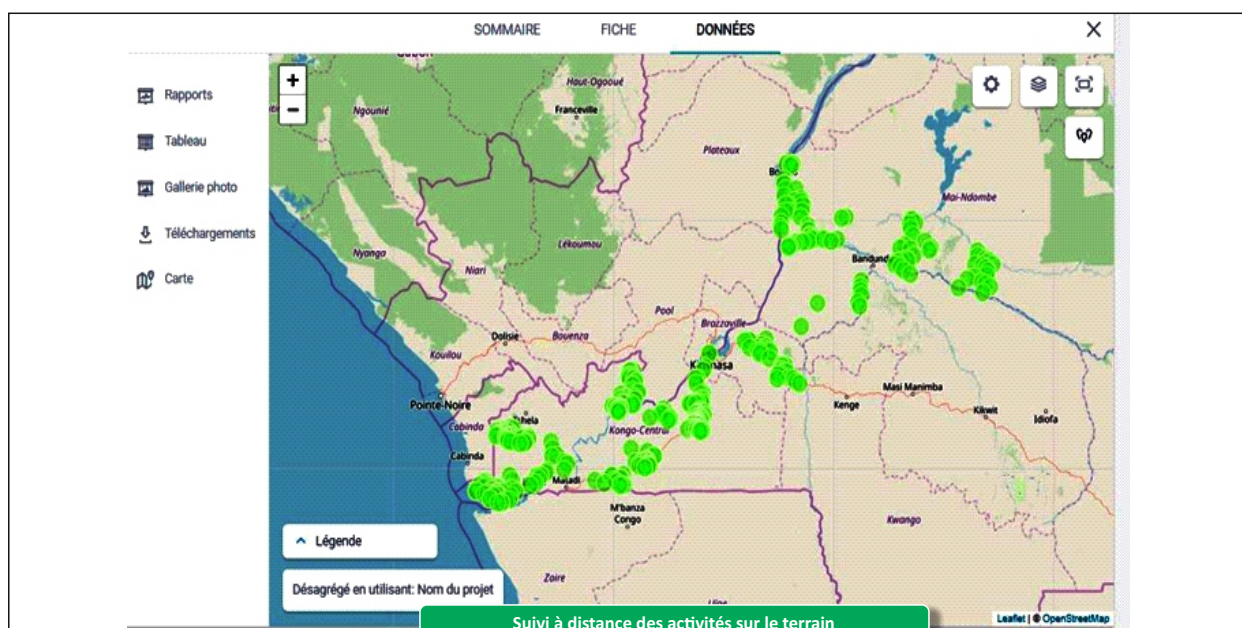 SOMMAIRE FICHE DONNÉES
Rapports
Tableau
Gallerie photo
Téléchargements
Carte
+
−
Haut-Ogooué
Ngounié
Franceville
Plateaux
Mai-Ndombe
Lékoumou
Nyanga
Niari
Pool
Brazzaville
Dolisie
Bouenza
Kouilou
Masi Manimba
Pointe-Noire
Kenge
Kikwit
Idiofa
Cabinda
Kongo-Central
Cabinda
Matadi
M'banza
Congo
Kwango
Légende
Zaire
Désagrégé en utilisant: Nom du projet
Suivi à distance des activités sur le terrain
Leaflet | © OpenStreetMap